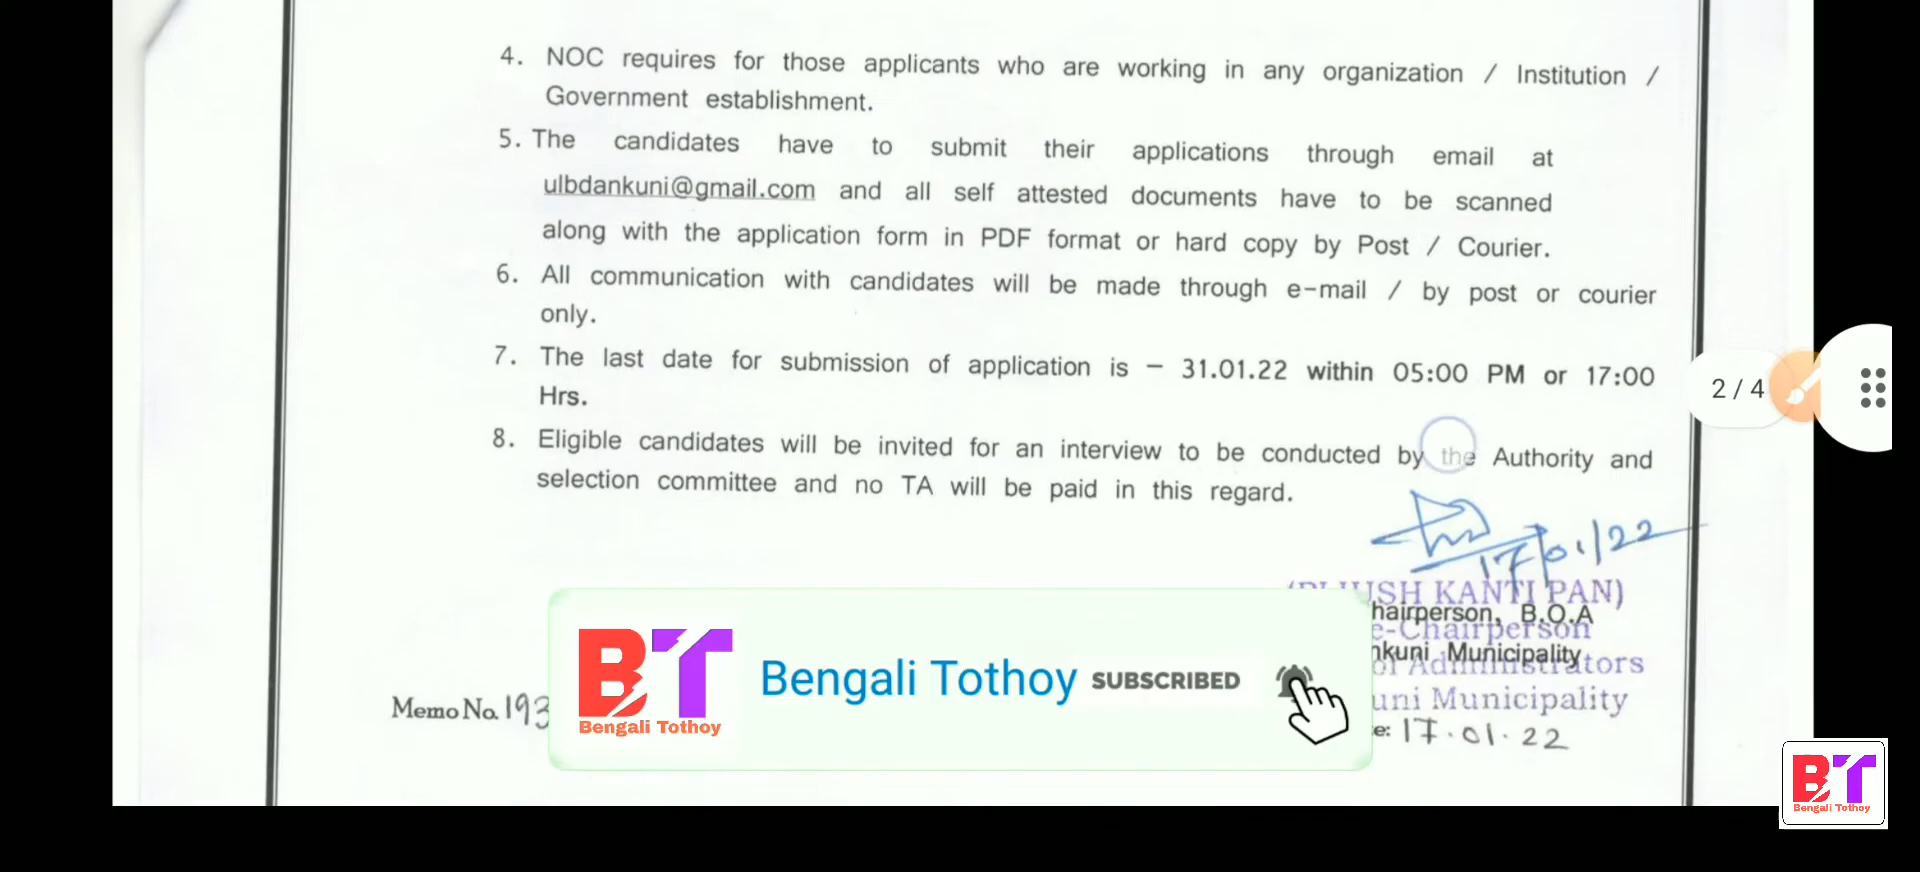 4. NOC requires for those applicants who are working in any organization / Institution /
Government establishment.
5. The candidates have to submit their applications through email at
ulbdankuni@gmail.com and all self attested documents have to be scanned
along with the application form in PDF format or hard copy by Post / Courier.
6. All communication with candidates will be made through e-mail / by post or courier
only.
7. The last date for submission of application is - 31.01.22 within 05:00 PM or 17:00
Hrs.
8. Eligible candidates will be invited for an interview to be conducted by the Authority and
selection committee and no TA will be paid in this regard.
2 / 4
17/01/22
KANTI PAN)
hairperson, B.O.A
e-Chairperson
nkuni Municipality
of Administrators
uni Municipality
Memo No. 193
e: 17.01.22
BT
Bengali Tothoy
Bengali Tothoy SUBSCRIBED
BT
Bengali Tothoy